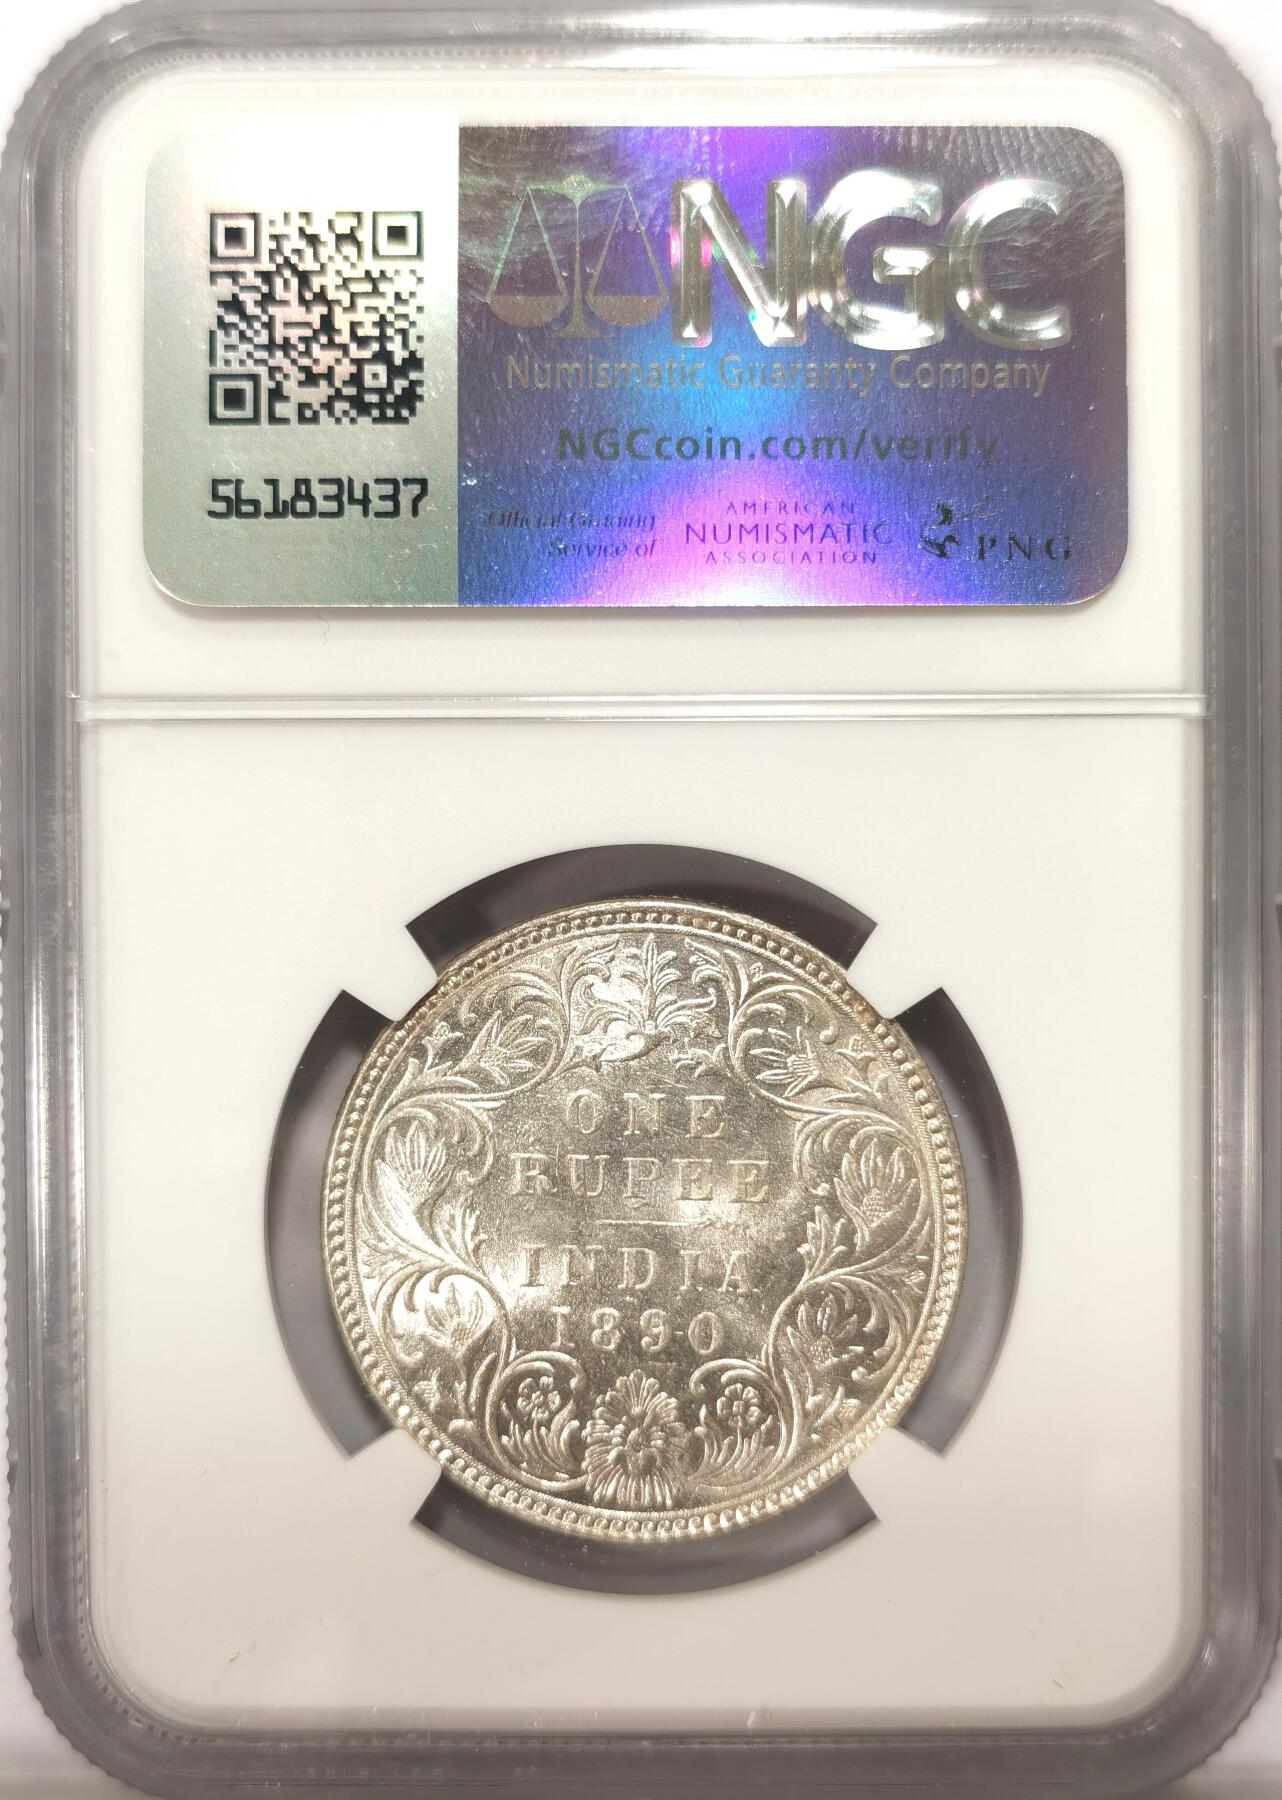 NGC
Numismatic Guaranty Company
NGCcoin.com/verify
56183437
Official Grading
Service of
AMERICAN
NUMISMATIC
ASSOCIATION
PNG
ONE
RUPEE
INDIA
1890